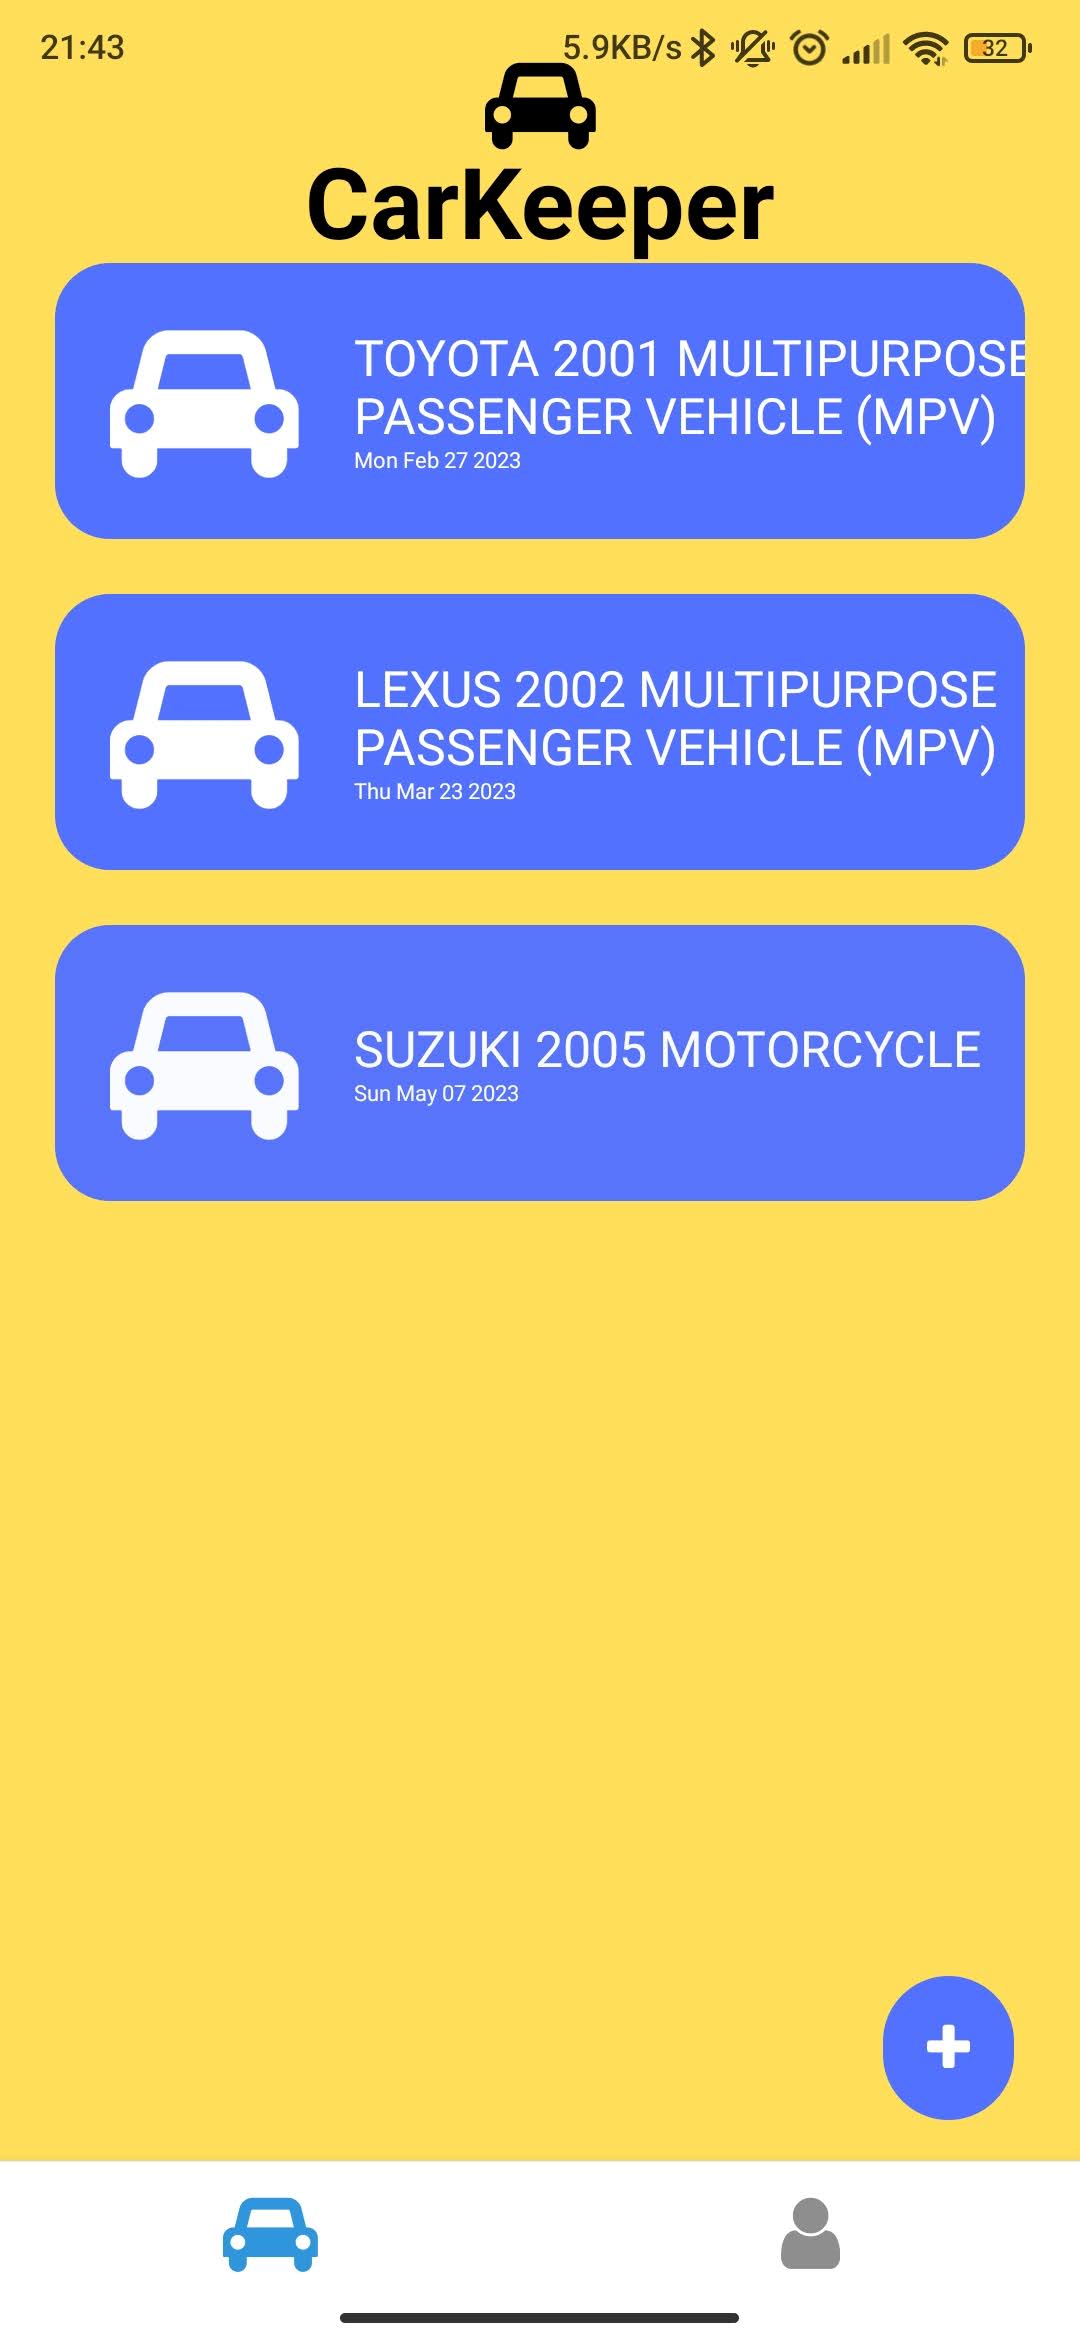 21:43 5.9KB/s 32
CarKeeper
TOYOTA 2001 MULTIPURPOSE
PASSENGER VEHICLE (MPV)
Mon Feb 27 2023
LEXUS 2002 MULTIPURPOSE
PASSENGER VEHICLE (MPV)
Thu Mar 23 2023
SUZUKI 2005 MOTORCYCLE
Sun May 07 2023